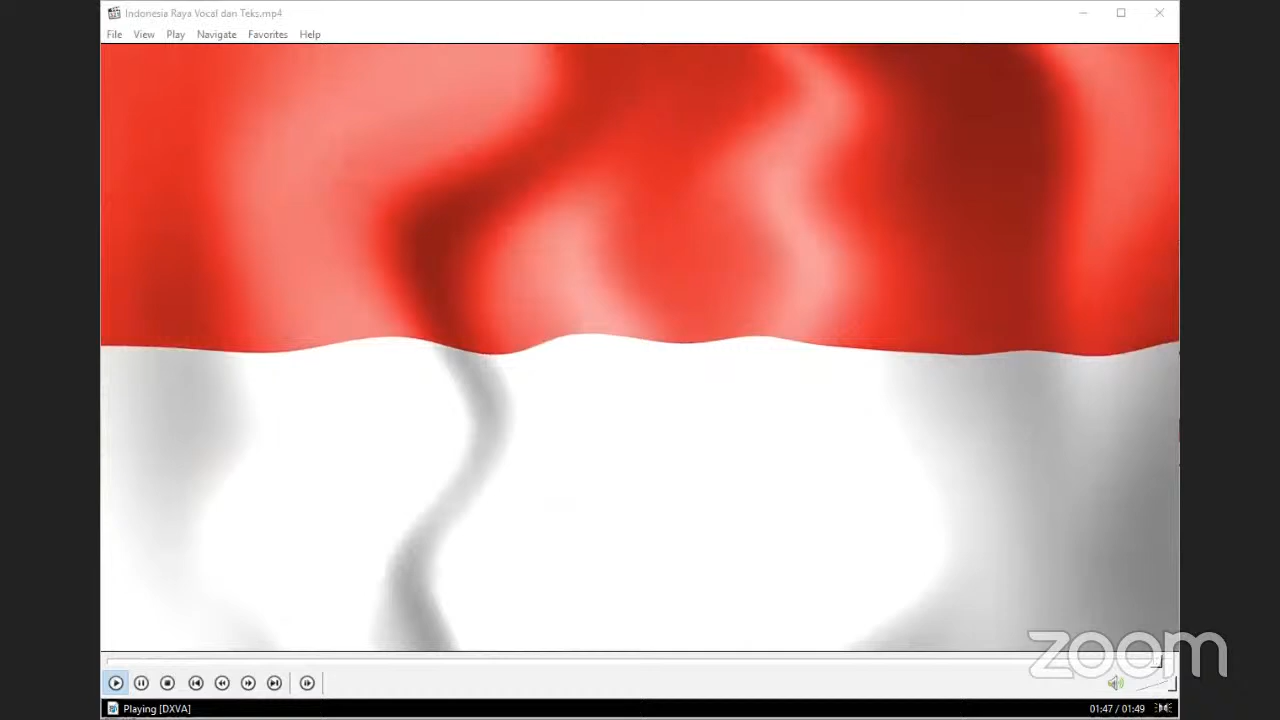 Indonesia Raya Vocal dan Teks.mp4
File View Play Navigate Favorites Help
zoom
Playing [DXVA] 01:47 / 01:49